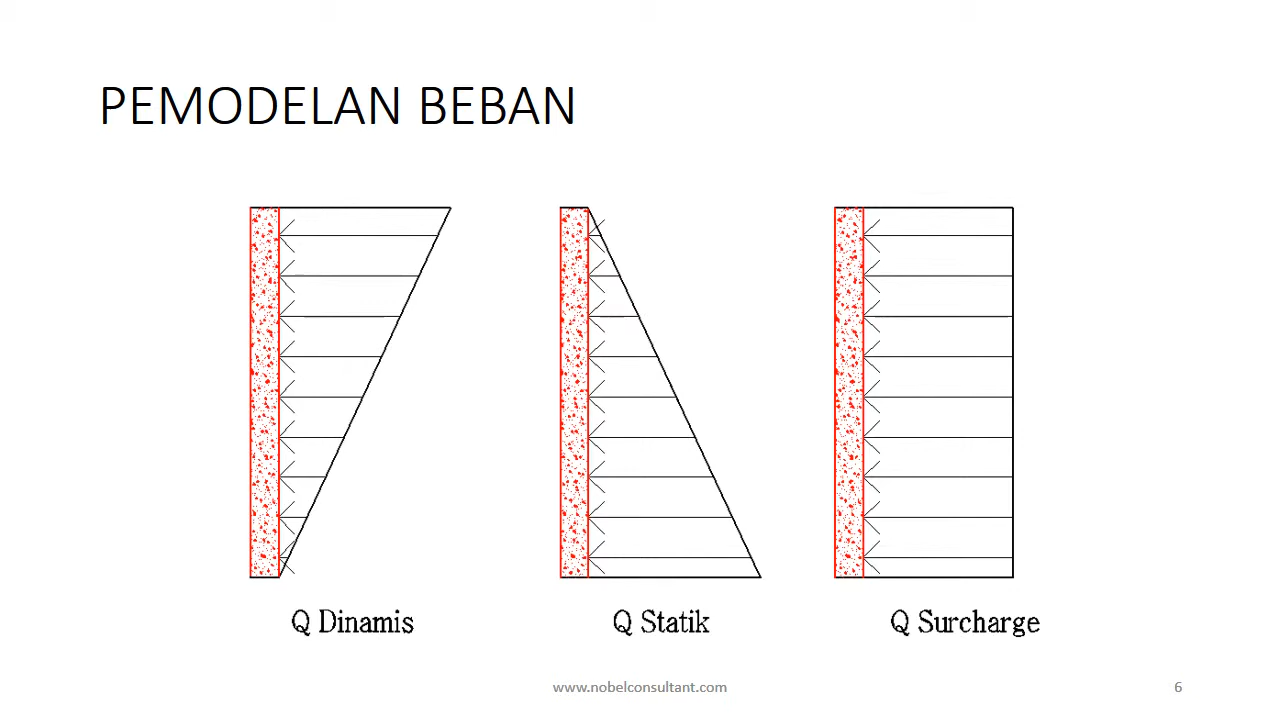 PEMODELAN BEBAN
Q Dinamis
Q Statik
Q Surcharge
www.nobelconsultant.com
6